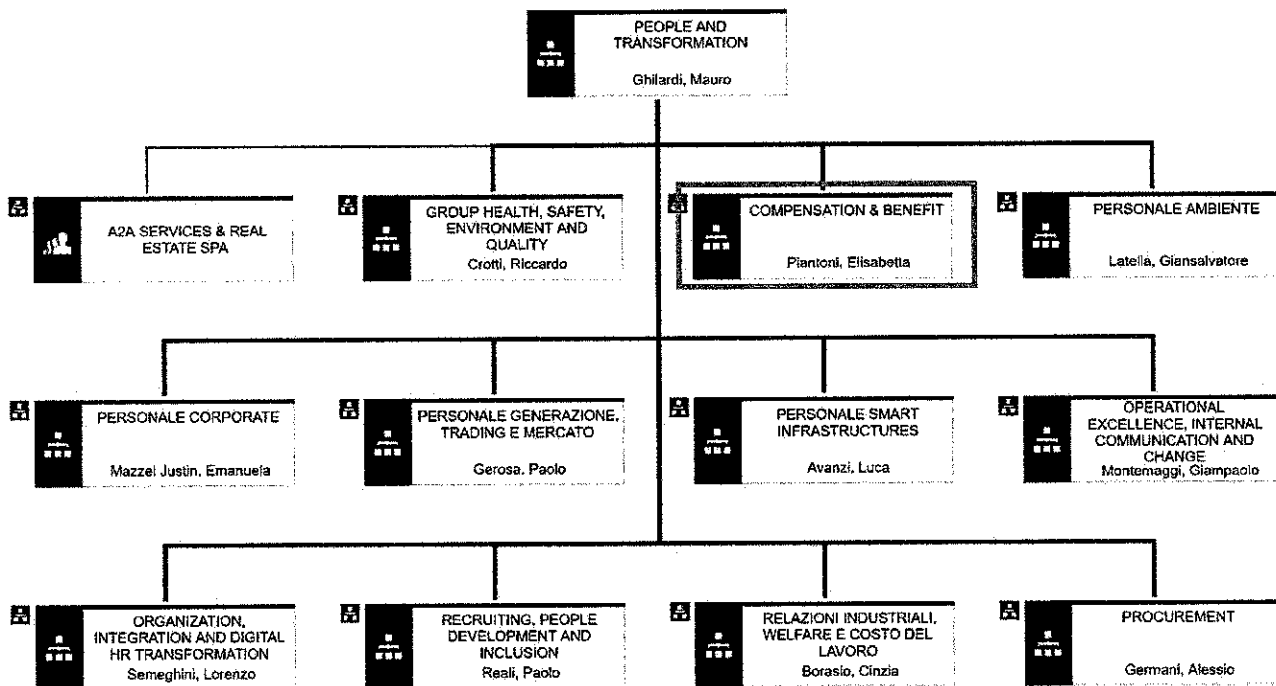 PEOPLE AND
TRANSFORMATION
Ghilardi, Mauro
A2A SERVICES & REAL
ESTATE SPA
GROUP HEALTH, SAFETY,
ENVIRONMENT AND
QUALITY
Crotti, Riccardo
COMPENSATION & BENEFIT
Piantoni, Elisabetta
PERSONALE AMBIENTE
Latella, Giansalvatore
PERSONALE CORPORATE
Mazzei Justin, Emanuela
PERSONALE GENERAZIONE,
TRADING E MERCATO
Gerosa, Paolo
PERSONALE SMART
INFRASTRUCTURES
Avanzi, Luca
OPERATIONAL
EXCELLENCE, INTERNAL
COMMUNICATION AND
CHANGE
Montemaggi, Giampaolo
ORGANIZATION,
INTEGRATION AND DIGITAL
HR TRANSFORMATION
Semeghini, Lorenzo
RECRUITING, PEOPLE
DEVELOPMENT AND
INCLUSION
Reali, Paolo
RELAZIONI INDUSTRIALI,
WELFARE E COSTO DEL
LAVORO
Borasio, Cinzia
PROCUREMENT
Germani, Alessio